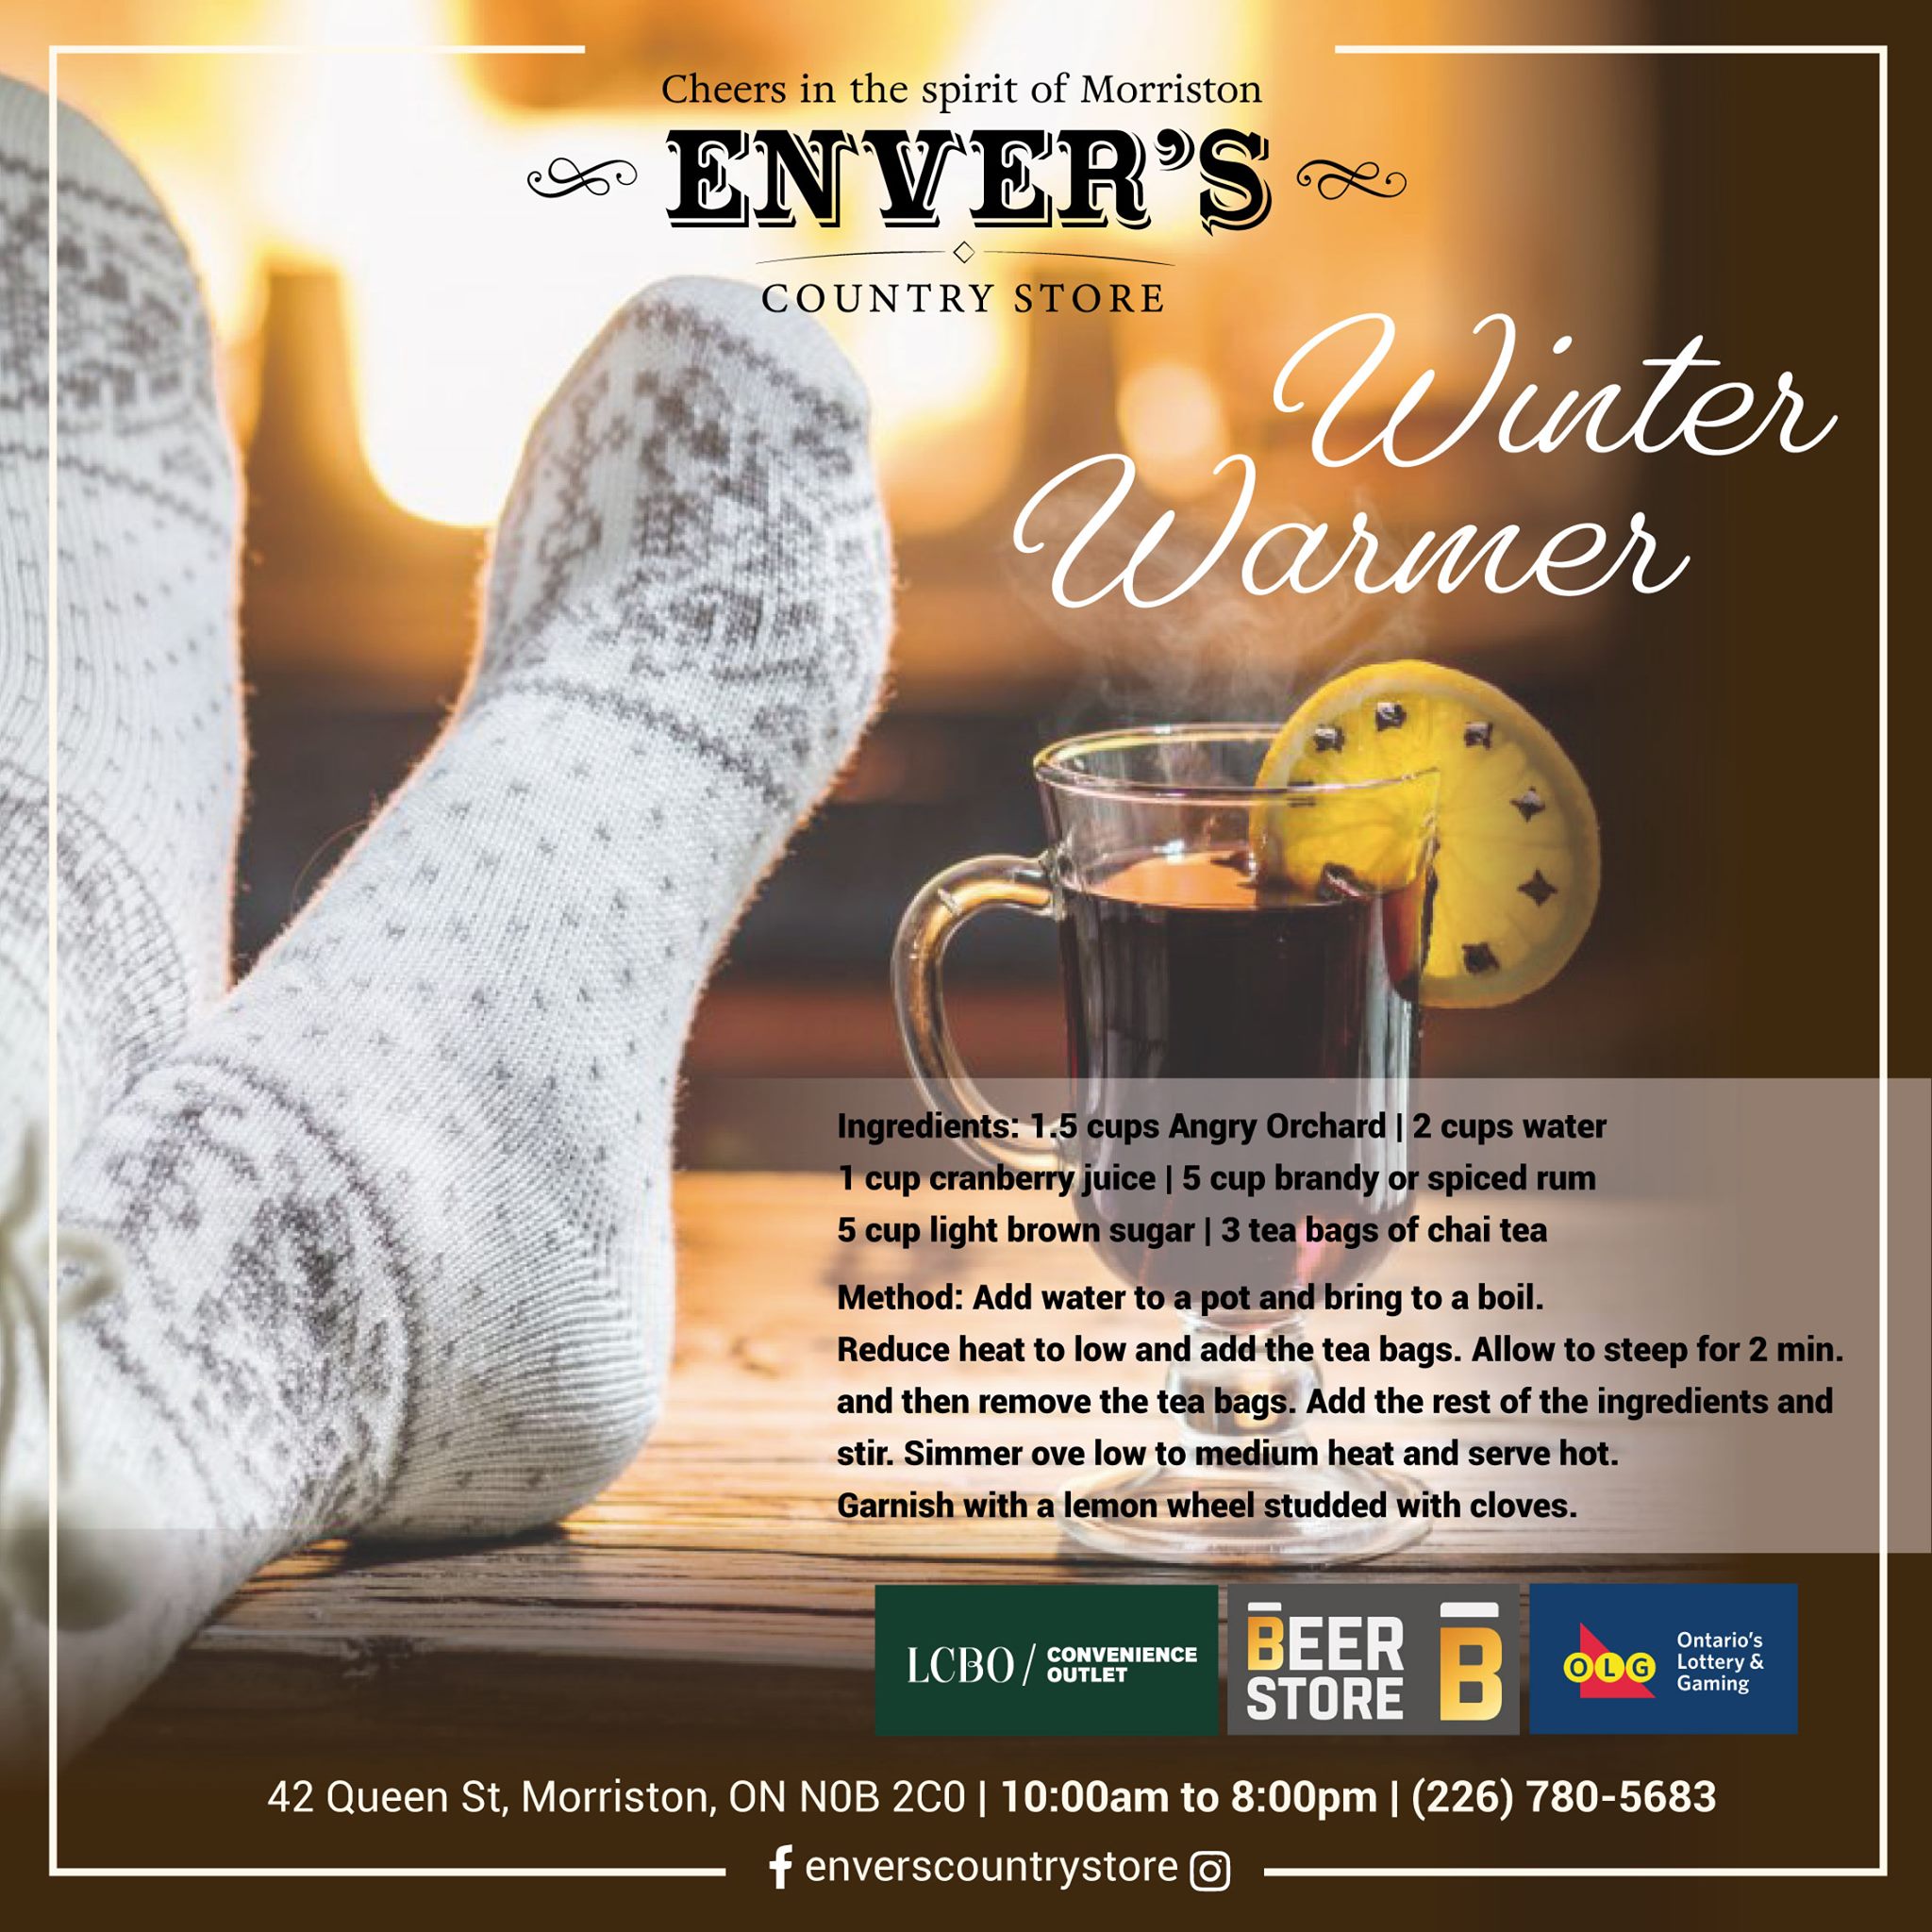 Cheers in the spirit of Morriston
ENVER'S
COUNTRY STORE
Winter
Warmer
Ingredients: 1.5 cups Angry Orchard | 2 cups water
1 cup cranberry juice | 5 cup brandy or spiced rum
5 cup light brown sugar | 3 tea bags of chai tea
Method: Add water to a pot and bring to a boil.
Reduce heat to low and add the tea bags. Allow to steep for 2 min.
and then remove the tea bags. Add the rest of the ingredients and
stir. Simmer ove low to medium heat and serve hot.
Garnish with a lemon wheel studded with cloves.
LCBO / CONVENIENCE
OUTLET
BEER
STORE
B
OLG
Ontario's
Lottery &
Gaming
42 Queen St, Morriston, ON N0B 2C0 | 10:00am to 8:00pm | (226) 780-5683
enverscountrystore